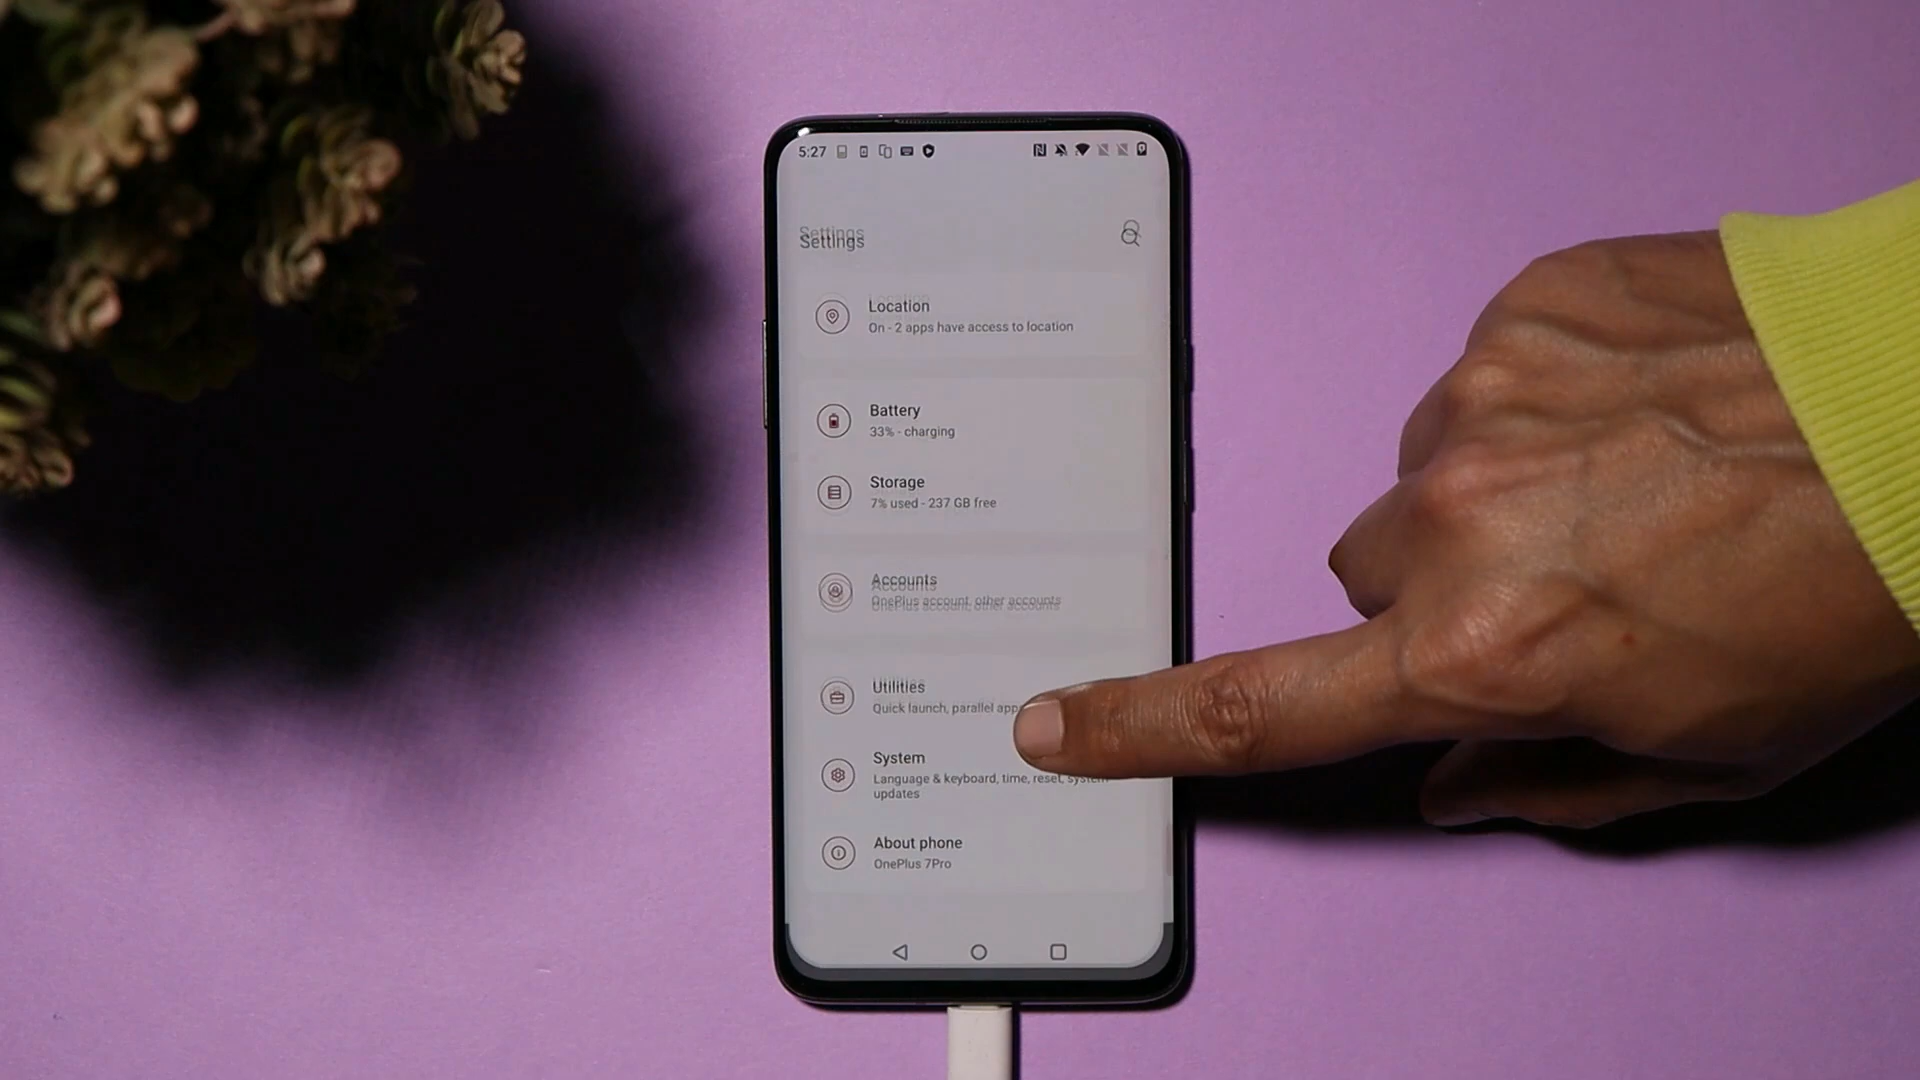 5:27
Settings
Location
On - 2 apps have access to location
Battery
33% - charging
Storage
7% used - 237 GB free
Accounts
OnePlus account, other accounts
Utilities
Quick launch, parallel apps
System
Language & keyboard, time, reset, system
updates
About phone
OnePlus 7Pro